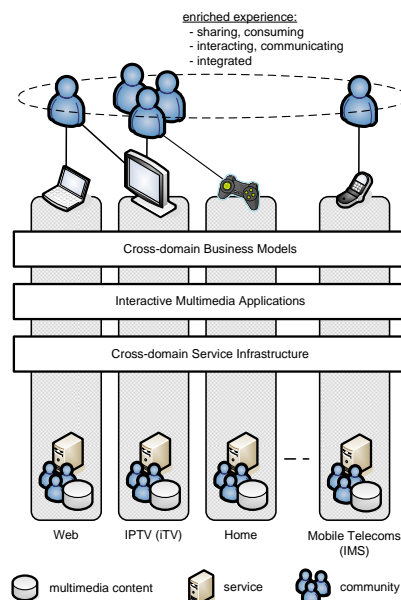 enriched experience:
- sharing, consuming
- interacting, communicating
- integrated
Cross-domain Business Models
Interactive Multimedia Applications
Cross-domain Service Infrastructure
Web
IPTV (iTV)
Home
Mobile Telecoms
(IMS)
multimedia content
service
community